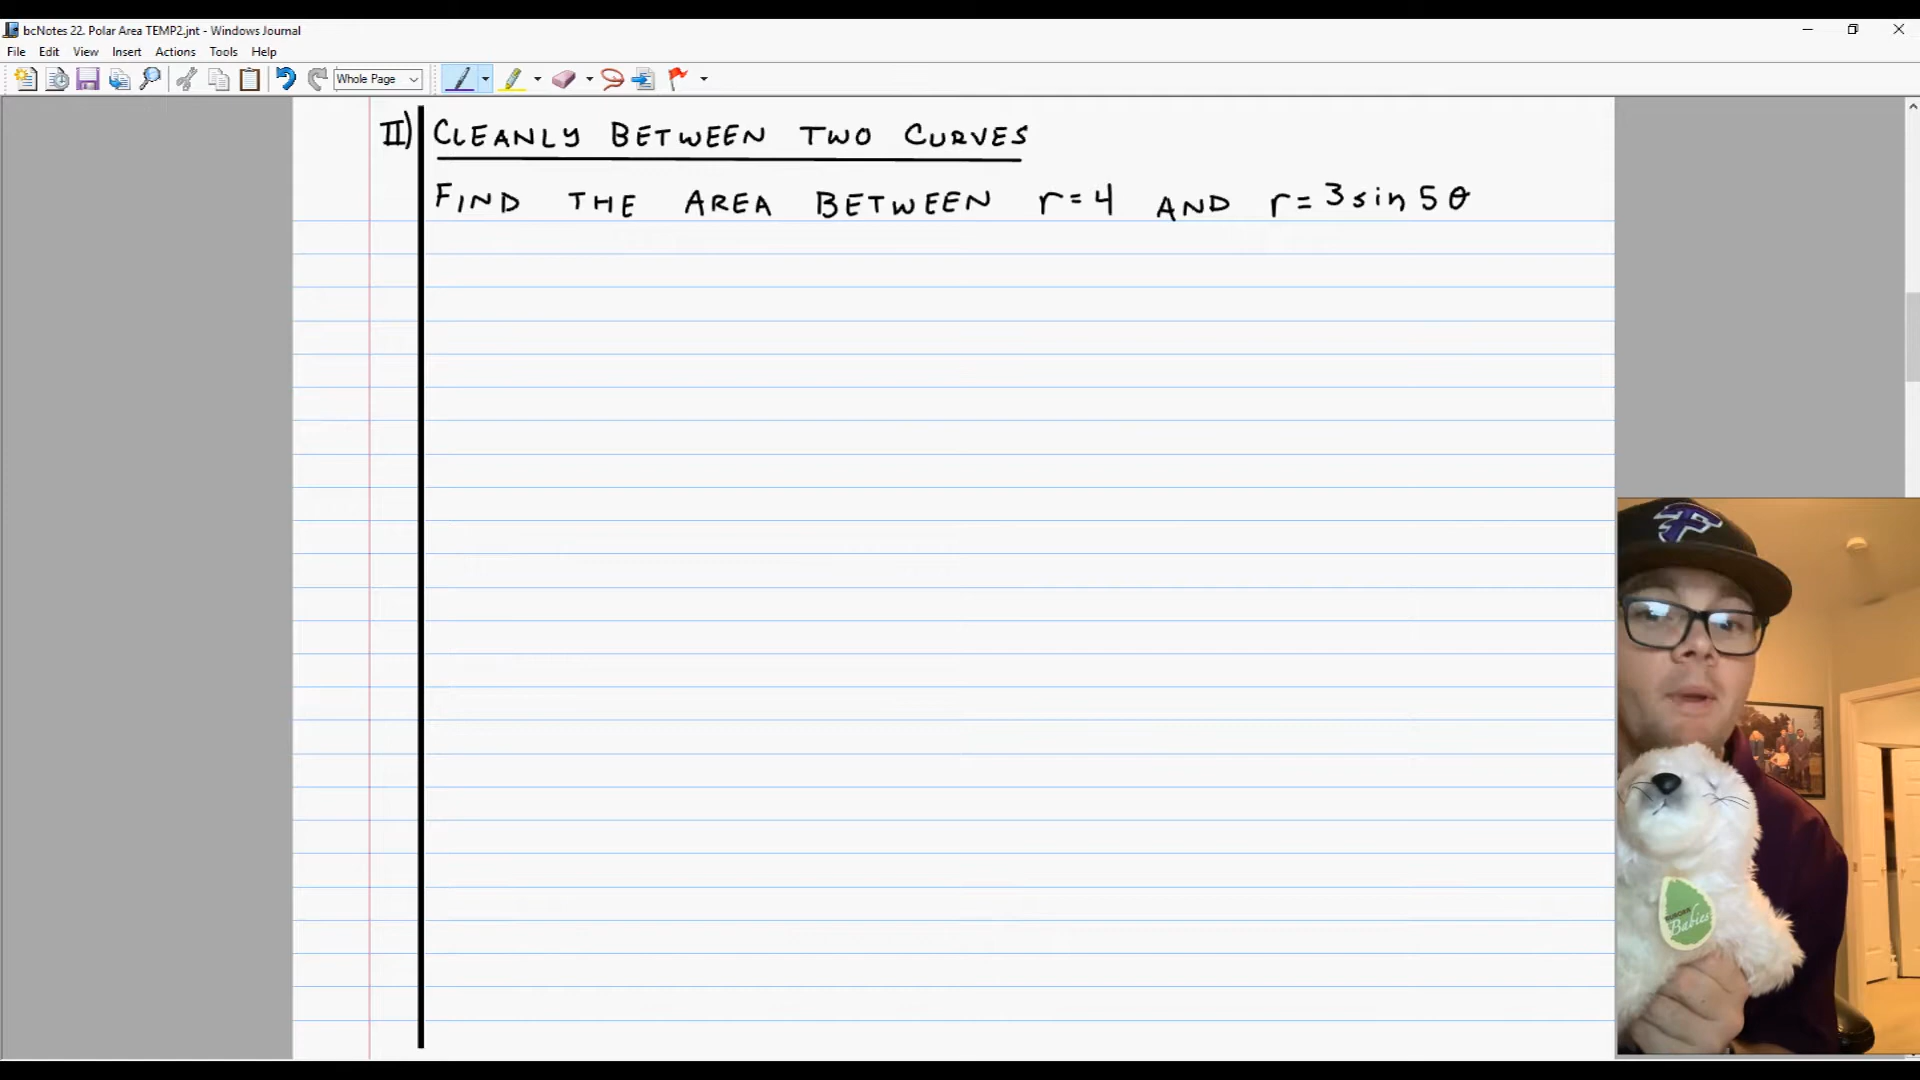 bcNotes 22. Polar Area TEMP2.jnt - Windows Journal
File Edit View Insert Actions Tools Help
Whole Page
II) CLEANLY BETWEEN TWO CURVES
FIND THE AREA BETWEEN r=4 AND r=3sin5θ
F
Babies